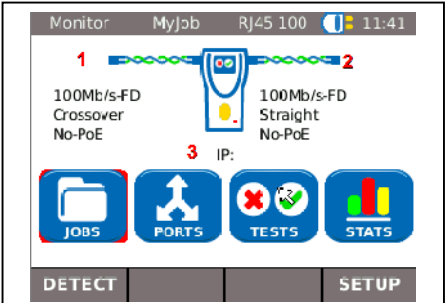 Monitor MyJob RJ45 100 11:41
1 2
100Mb/s-FD 100Mb/s-FD
Crossover Straight
No-PoE No-PoE
3 IP:
JOBS PORTS TESTS STATS
DETECT SETUP